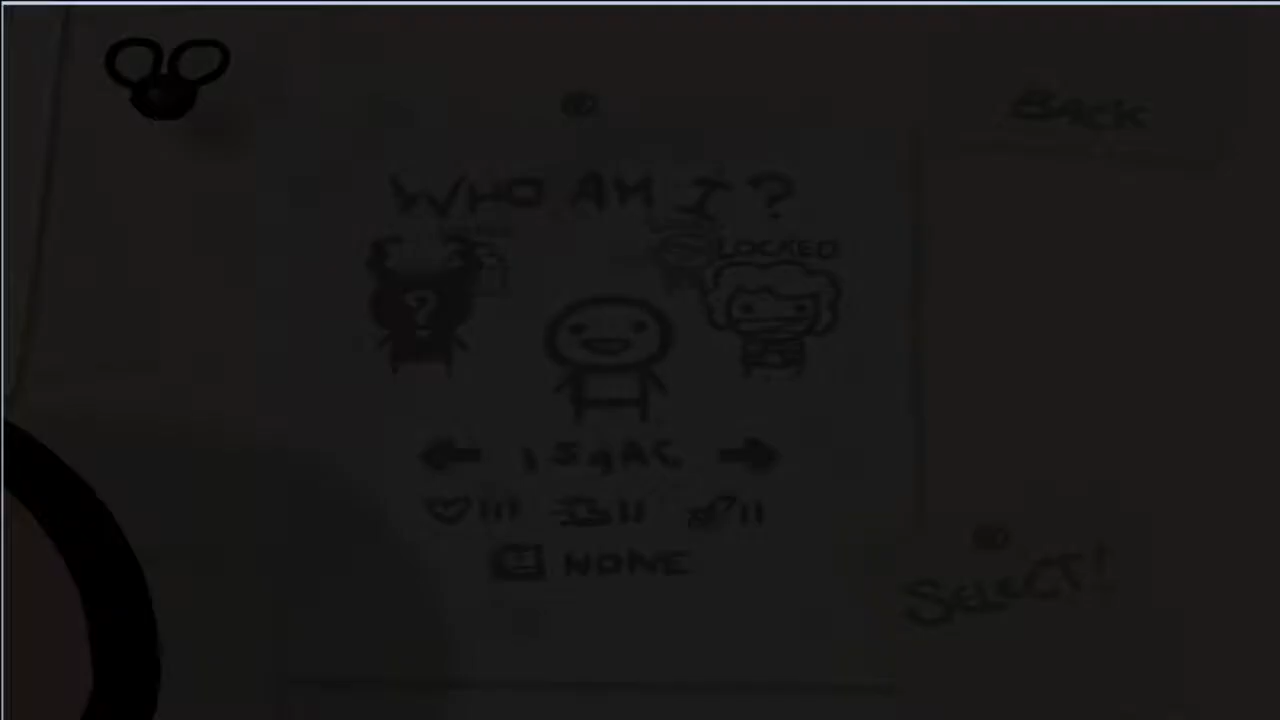 BACK
WHO AM I?
LOCKED
?
ISAAC
NONE
SELECT!